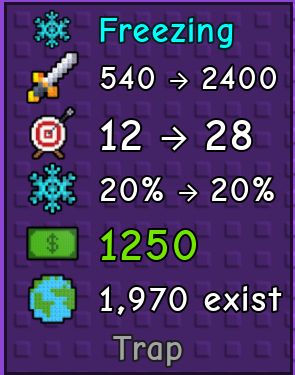 Freezing
540 → 2400
12 → 28
20% → 20%
$
1250
1,970 exist
Trap